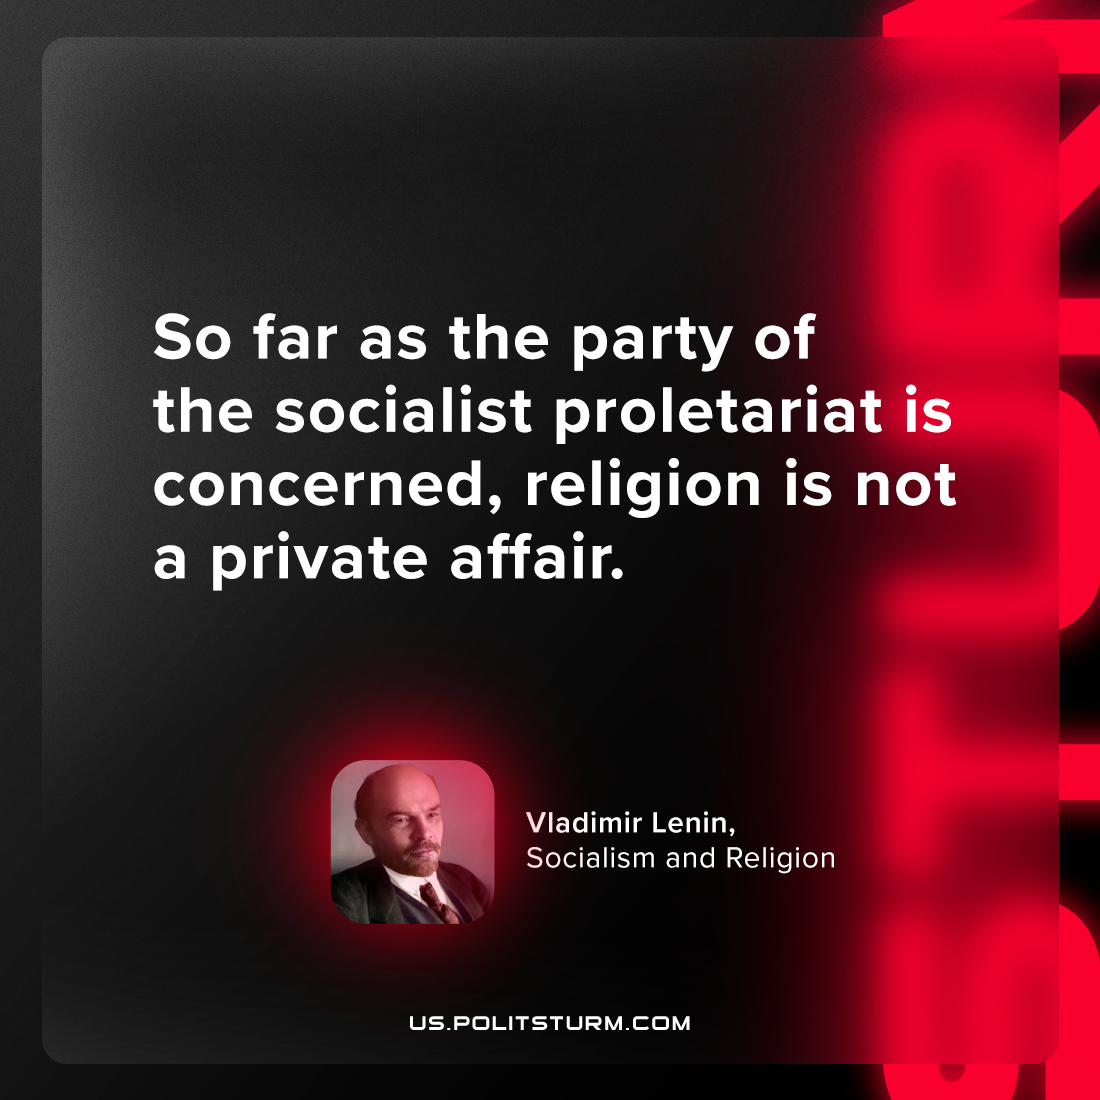 So far as the party of
the socialist proletariat is
concerned, religion is not
a private affair.
Vladimir Lenin,
Socialism and Religion
US.POLITSTURM.COM
STURM